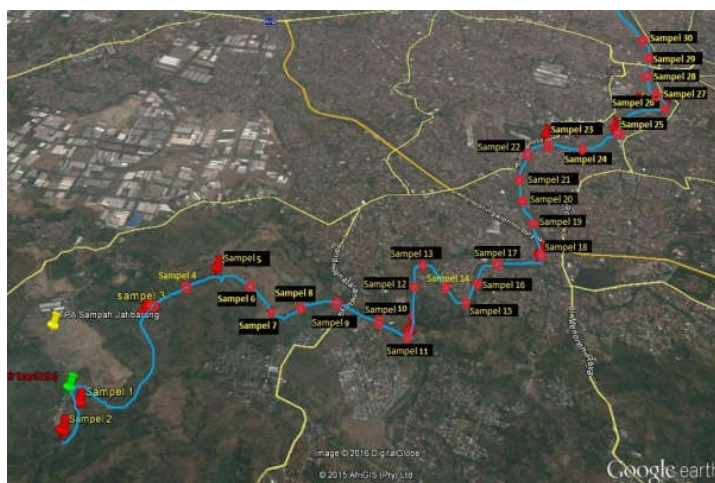 Sampel 30
Sampel 29
Sampel 28
Sampel 27
Sampel 26
Sampel 25
Sampel 23
Sampel 24
Sampel 22
Sampel 21
Sampel 20
Sampel 19
Sampel 18
Sampel 17
Sampel 13
Sampel 5
Sampel 4
Sampel 12
Sampel 14
Sampel 16
Sampel 6
sampel 3
Sampel 8
Sampel 15
TPA Sampah Jatibarang
Sampel 7
Sampel 9
Sampel 10
Sampel 11
Sampel 1
Sampel 2
Image © 2016 DigitalGlobe
© 2015 AfriGIS (Pty) Ltd.
Google earth